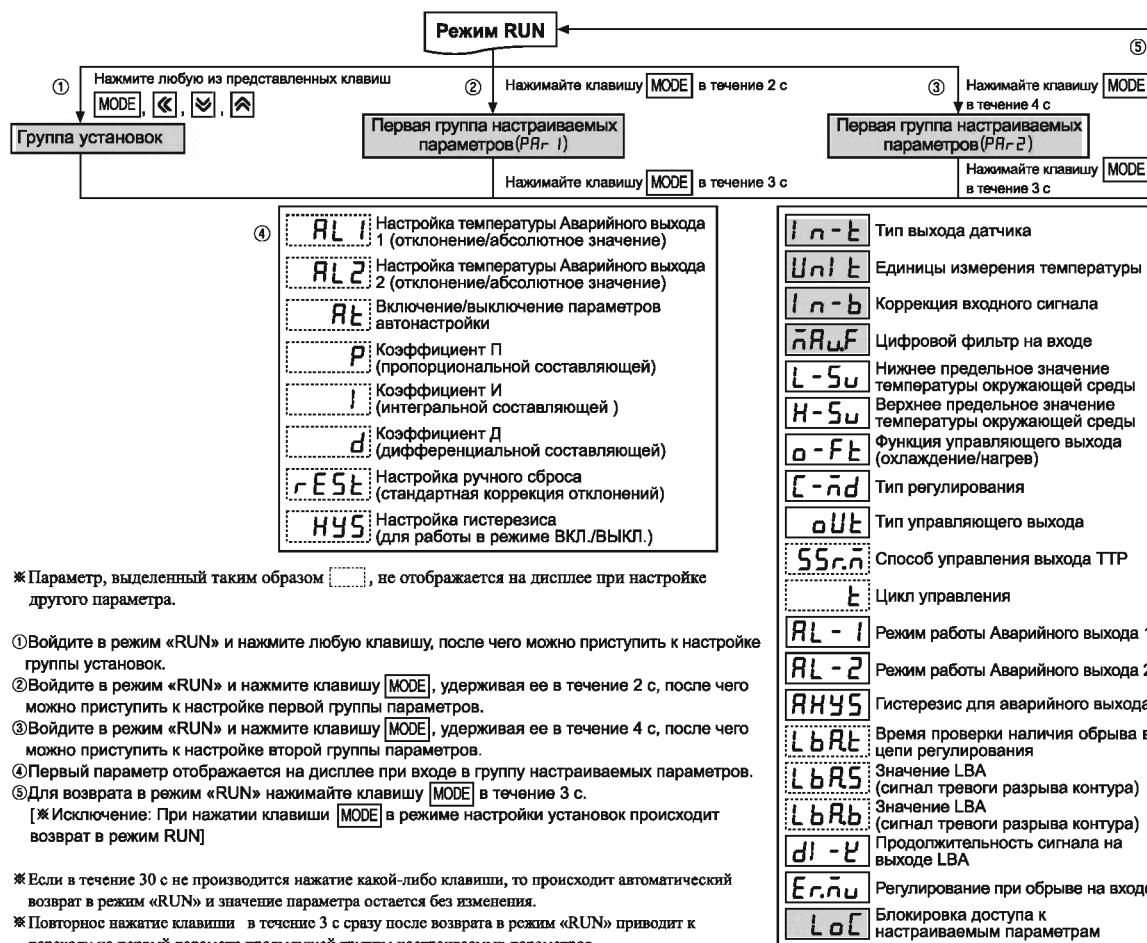 Режим RUN
⑤
① Нажмите любую из представленных клавиш
MODE, «, ,
Группа установок
② Нажимайте клавишу MODE в течение 2 с
Первая группа настраиваемых
параметров(PAr 1)
Нажимайте клавишу MODE в течение 3 с
③ Нажимайте клавишу MODE
в течение 4 с
Первая группа настраиваемых
параметров(PAr 2)
Нажимайте клавишу MODE
в течение 3 с
④
AL 1 Настройка температуры Аварийного выхода
1 (отклонение/абсолютное значение)
AL 2 Настройка температуры Аварийного выхода
2 (отклонение/абсолютное значение)
At Включение/выключение параметров
автонастройки
P Коэффициент П
(пропорциональной составляющей)
I Коэффициент И
(интегральной составляющей )
d Коэффициент Д
(дифференциальной составляющей)
rESt Настройка ручного сброса
(стандартная коррекция отклонений)
HYS Настройка гистерезиса
(для работы в режиме ВКЛ./ВЫКЛ.)
※Параметр, выделенный таким образом , не отображается на дисплее при настройке
другого параметра.
①Войдите в режим «RUN» и нажмите любую клавишу, после чего можно приступить к настройке
группы установок.
②Войдите в режим «RUN» и нажмите клавишу MODE, удерживая ее в течение 2 с, после чего
можно приступить к настройке первой группы параметров.
③Войдите в режим «RUN» и нажмите клавишу MODE, удерживая ее в течение 4 с, после чего
можно приступить к настройке второй группы параметров.
④Первый параметр отображается на дисплее при входе в группу настраиваемых параметров.
⑤Для возврата в режим «RUN» нажимайте клавишу MODE в течение 3 с.
[※Исключение: При нажатии клавиши MODE в режиме настройки установок происходит
возврат в режим RUN]
※Если в течение 30 с не производится нажатие какой-либо клавиши, то происходит автоматический
возврат в режим «RUN» и значение параметра остается без изменения.
※Повторное нажатие клавиши в течение 3 с сразу после возврата в режим «RUN» приводит к
In-t Тип выхода датчика
UnIt Единицы измерения температуры
In-b Коррекция входного сигнала
mAu.F Цифровой фильтр на входе
L-Su Нижнее предельное значение
температуры окружающей среды
H-Su Верхнее предельное значение
температуры окружающей среды
o-Ft Функция управляющего выхода
(охлаждение/нагрев)
C-md Тип регулирования
oUt Тип управляющего выхода
SSr.m Способ управления выхода ТТР
t Цикл управления
AL-1 Режим работы Аварийного выхода 1
AL-2 Режим работы Аварийного выхода 2
AHYS Гистерезис для аварийного выхода
LbA.t Время проверки наличия обрыва в
цепи регулирования
LbA.S Значение LBA
(сигнал тревоги разрыва контура)
LbA.b Значение LBA
(сигнал тревоги разрыва контура)
dI-K Продолжительность сигнала на
выходе LBA
Er.mu Регулирование при обрыве на входе
LoC Блокировка доступа к
настраиваемым параметрам